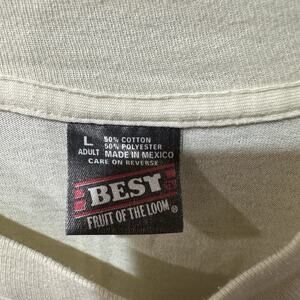 L 50% COTTON
50% POLYESTER
ADULT MADE IN MEXICO
CARE ON REVERSE
BEST
FRUIT OF THE LOOM ®